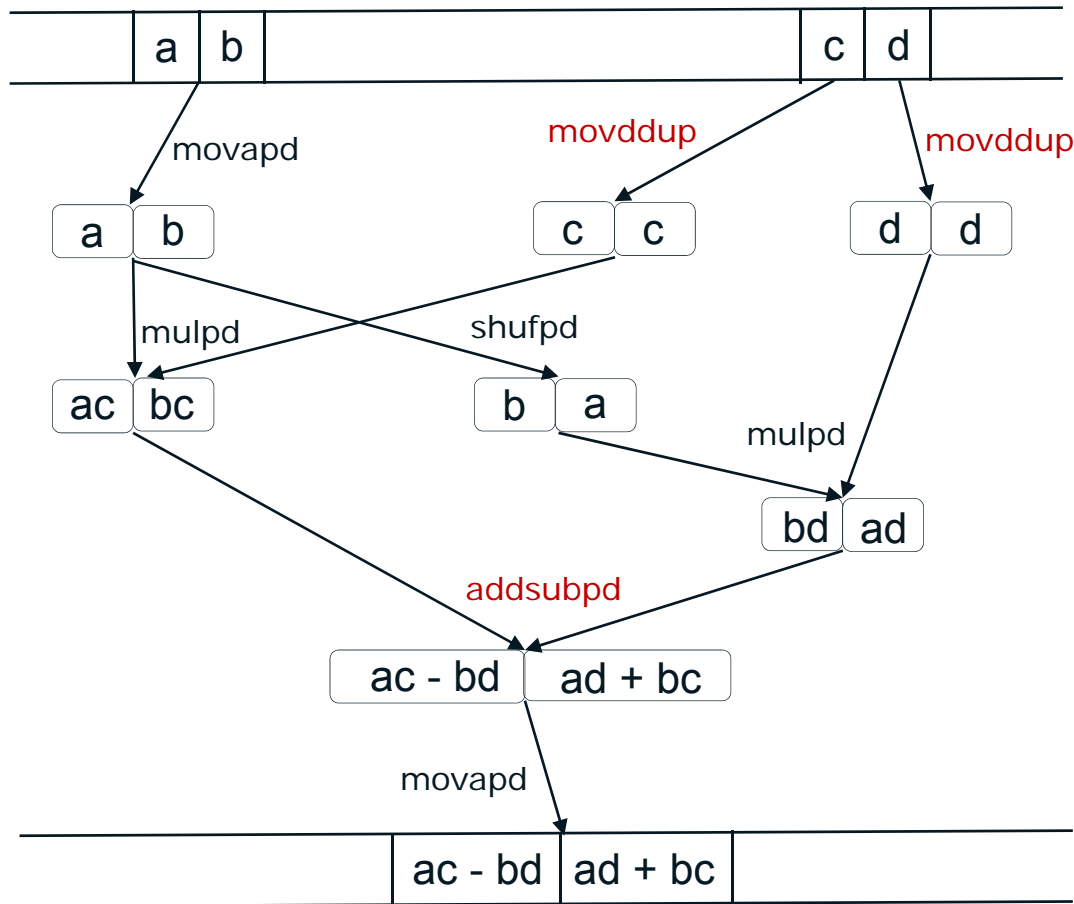 a b c d
movddup
movddup
movapd
a b c c d d
shufpd
mulpd
ac bc b a
mulpd
bd ad
addsubpd
ac - bd ad + bc
movapd
ac - bd ad + bc